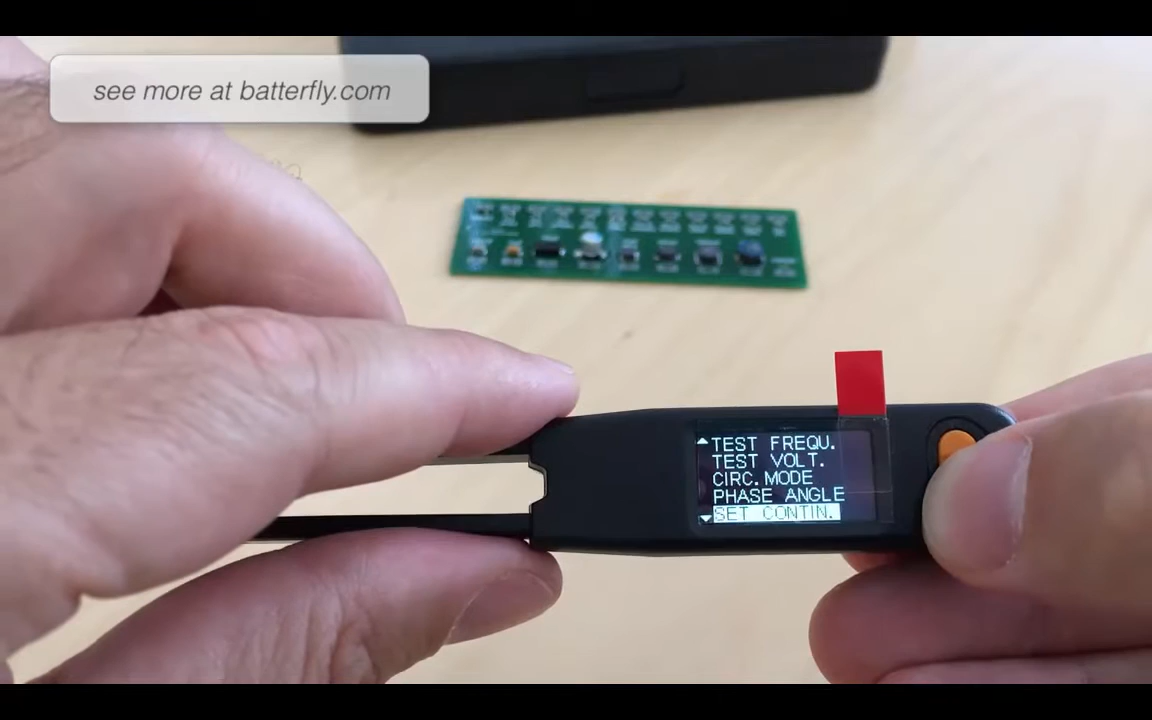 see more at batterfly.com
TEST FREQU.
TEST VOLT.
CIRC.MODE
PHASE ANGLE
SET CONTIN.